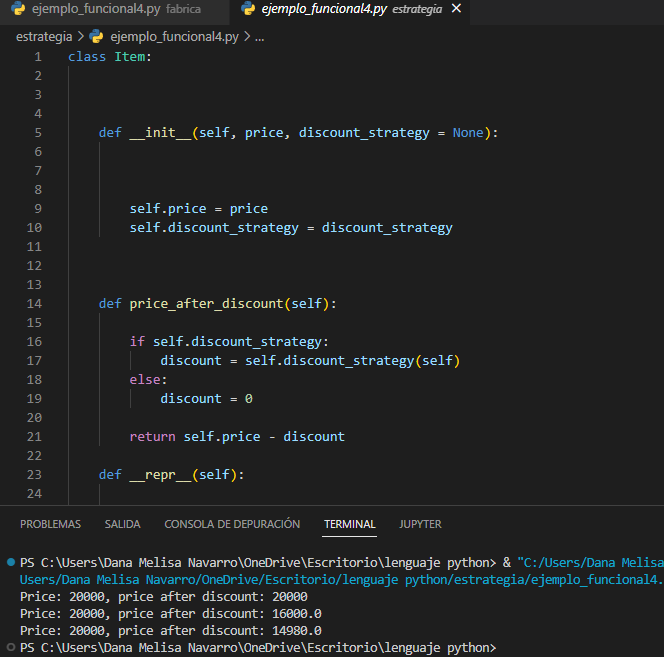 ejemplo_funcional4.py fabrica ejemplo_funcional4.py estrategia ×
estrategia > ejemplo_funcional4.py > ...
1 class Item:
2
3
4
5 def __init__(self, price, discount_strategy = None):
6
7
8
9 self.price = price
10 self.discount_strategy = discount_strategy
11
12
13
14 def price_after_discount(self):
15
16 if self.discount_strategy:
17 discount = self.discount_strategy(self)
18 else:
19 discount = 0
20
21 return self.price - discount
22
23 def __repr__(self):
24
PROBLEMAS SALIDA CONSOLA DE DEPURACIÓN TERMINAL JUPYTER
PS C:\Users\Dana Melisa Navarro\OneDrive\Escritorio\lenguaje python> & "C:/Users/Dana Melisa
Users/Dana Melisa Navarro/OneDrive/Escritorio/lenguaje python/estrategia/ejemplo_funcional4.
Price: 20000, price after discount: 20000
Price: 20000, price after discount: 16000.0
Price: 20000, price after discount: 14980.0
PS C:\Users\Dana Melisa Navarro\OneDrive\Escritorio\lenguaje python>